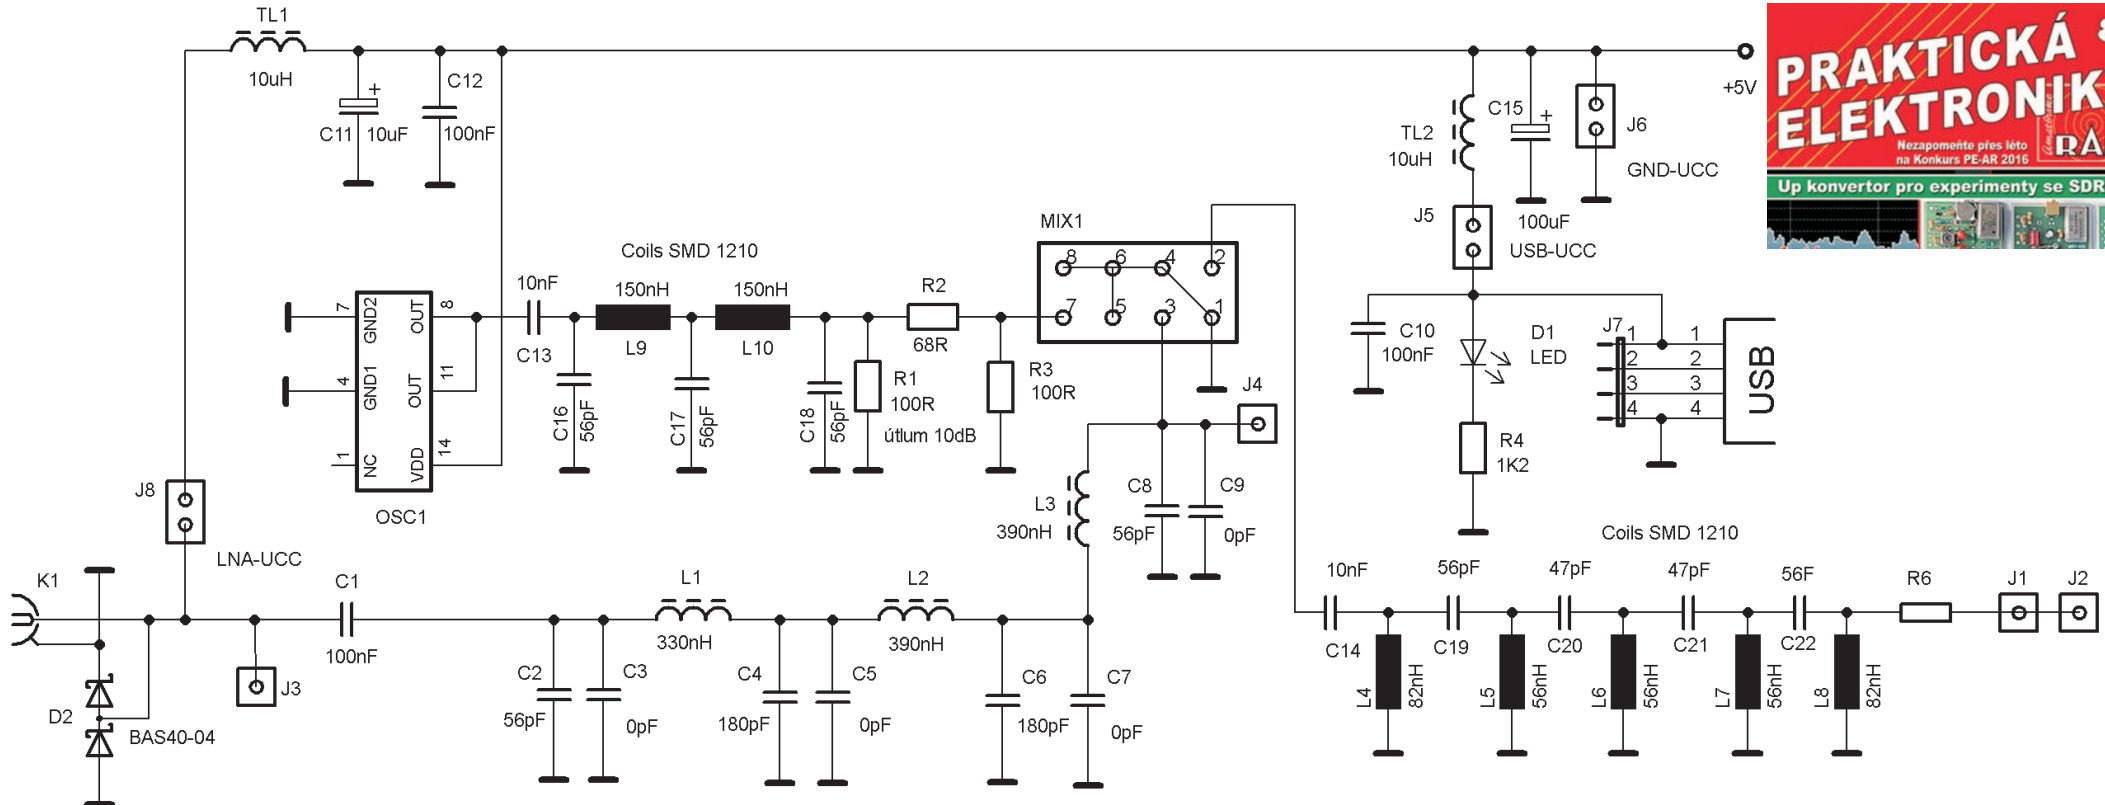 TL1
10uH
C11
+
10uF
C12
100nF
+5V
TL2
10uH
C15
+
100uF
J6
GND-UCC
J5
USB-UCC
PRAKTICKÁ
ELEKTRONIK
Nezapomeňte přes léto
na Konkurs PE-AR 2016
Amatérské
RA
Up konvertor pro experimenty se SDR
MIX1
8
6
4
2
7
5
3
1
Coils SMD 1210
10nF
C13
150nH
L9
150nH
L10
R2
68R
7
GND2
OUT
8
4
GND1
OUT
11
1
NC
VDD
14
OSC1
C16
56pF
C17
56pF
C18
56pF
R1
100R
útlum 10dB
R3
100R
J4
C10
100nF
D1
LED
R4
1K2
J7
1
2
3
4
1
2
3
4
USB
J8
LNA-UCC
K1
D2
BAS40-04
J3
C1
100nF
C2
56pF
C3
0pF
L1
330nH
C4
180pF
C5
0pF
L2
390nH
C6
180pF
C7
0pF
L3
390nH
C8
56pF
C9
0pF
Coils SMD 1210
10nF
C14
L4
82nH
56pF
C19
L5
56nH
47pF
C20
L6
56nH
47pF
C21
L7
56nH
56F
C22
L8
82nH
R6
J1
J2